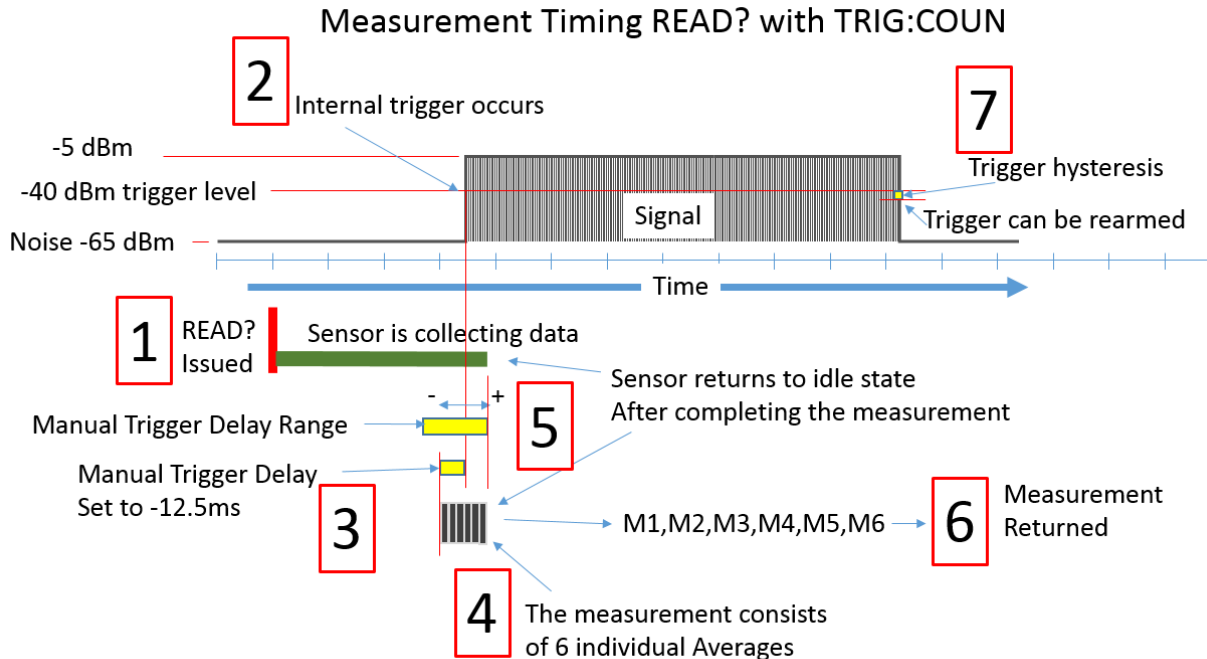 Measurement Timing READ? with TRIG:COUN
2
Internal trigger occurs
7
-5 dBm
Trigger hysteresis
-40 dBm trigger level
Signal
Trigger can be rearmed
Noise -65 dBm
Time
1
READ?
Issued
Sensor is collecting data
Sensor returns to idle state
After completing the measurement
- +
5
Manual Trigger Delay Range
Manual Trigger Delay
Set to -12.5ms
3
M1,M2,M3,M4,M5,M6
6
Measurement
Returned
4
The measurement consists
of 6 individual Averages